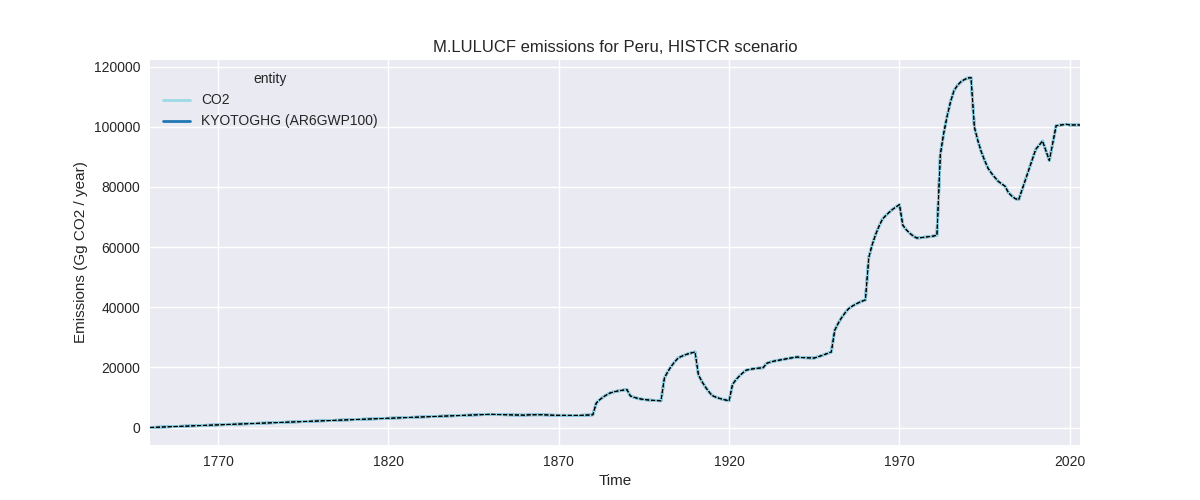 M.LULUCF emissions for Peru, HISTCR scenario
120000
100000
80000
60000
40000
20000
0
Emissions (Gg CO2 / year)
entity
CO2
KYOTOGHG (AR6GWP100)
1770
1820
1870
1920
1970
2020
Time